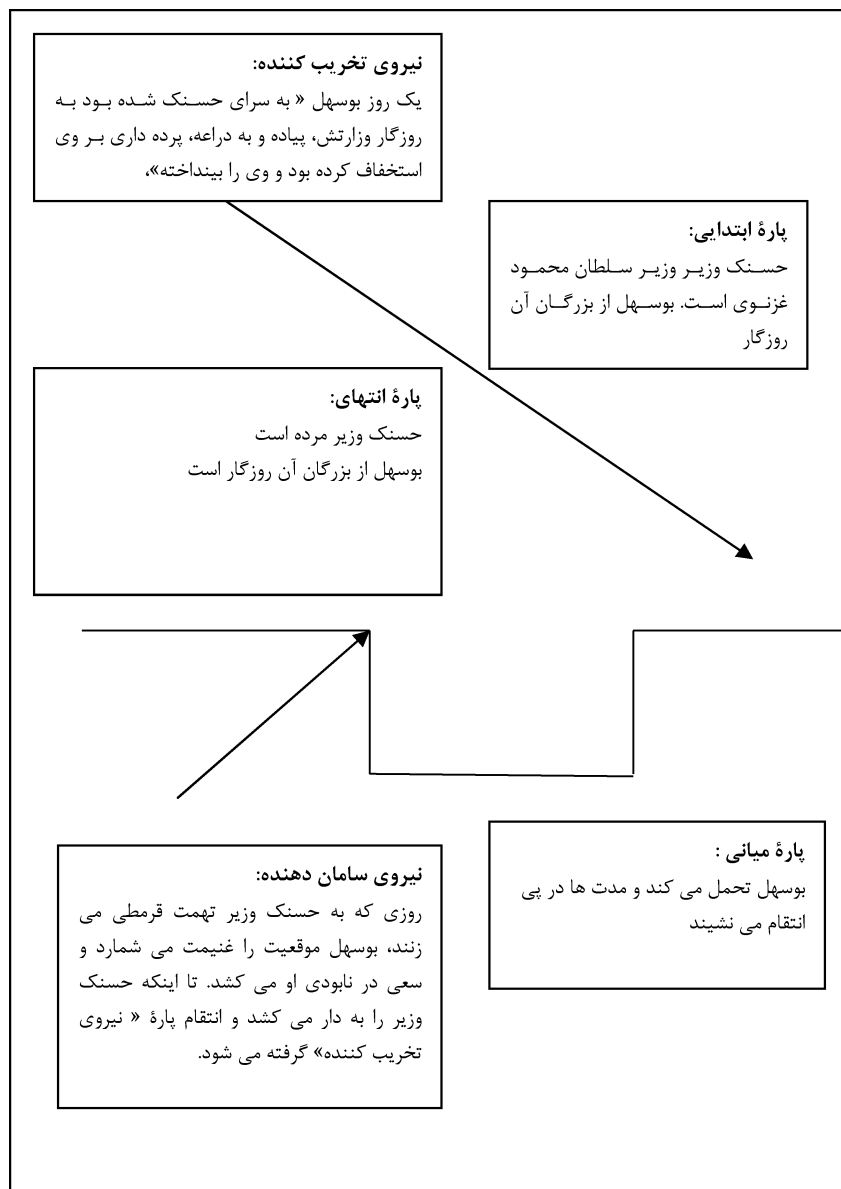 نیروی تخریب کننده:
یک روز بوسهل « به سرای حسنک شده بود به
روزگار وزارتش، پیاده و به دراعه، پرده داری بر وی
استخفاف کرده بود و وی را بینداخته»،
پارۀ ابتدایی:
حسنک وزیر وزیر سلطان محمود
غزنوی است. بوسهل از بزرگان آن
روزگار
پارۀ انتهای:
حسنک وزیر مرده است
بوسهل از بزرگان آن روزگار است
پارۀ میانی :
بوسهل تحمل می کند و مدت ها در پی
انتقام می نشیند
نیروی سامان دهنده:
روزی که به حسنک وزیر تهمت قرمطی می
زنند، بوسهل موقعیت را غنیمت می شمارد و
سعی در نابودی او می کشد. تا اینکه حسنک
وزیر را به دار می کشد و انتقام پارۀ « نیروی
تخریب کننده» گرفته می شود.